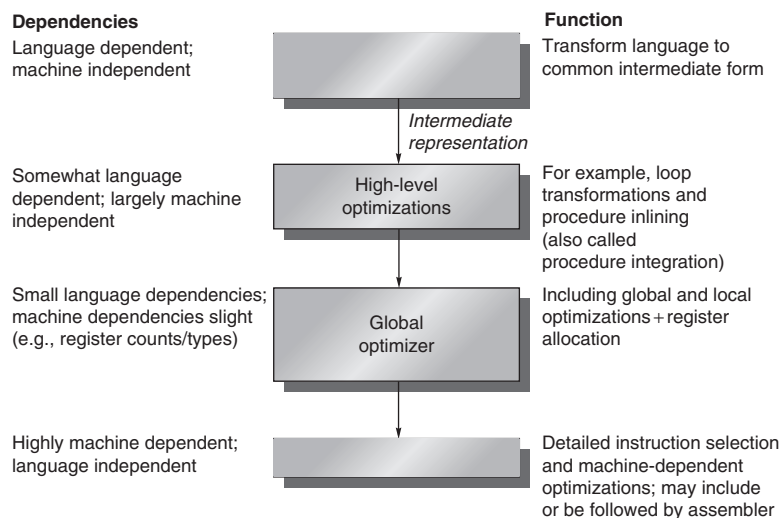 Dependencies
Language dependent;
machine independent
Function
Transform language to
common intermediate form
Intermediate
representation
Somewhat language
dependent; largely machine
independent
High-level
optimizations
For example, loop
transformations and
procedure inlining
(also called
procedure integration)
Small language dependencies;
machine dependencies slight
(e.g., register counts/types)
Global
optimizer
Including global and local
optimizations + register
allocation
Highly machine dependent;
language independent
Detailed instruction selection
and machine-dependent
optimizations; may include
or be followed by assembler